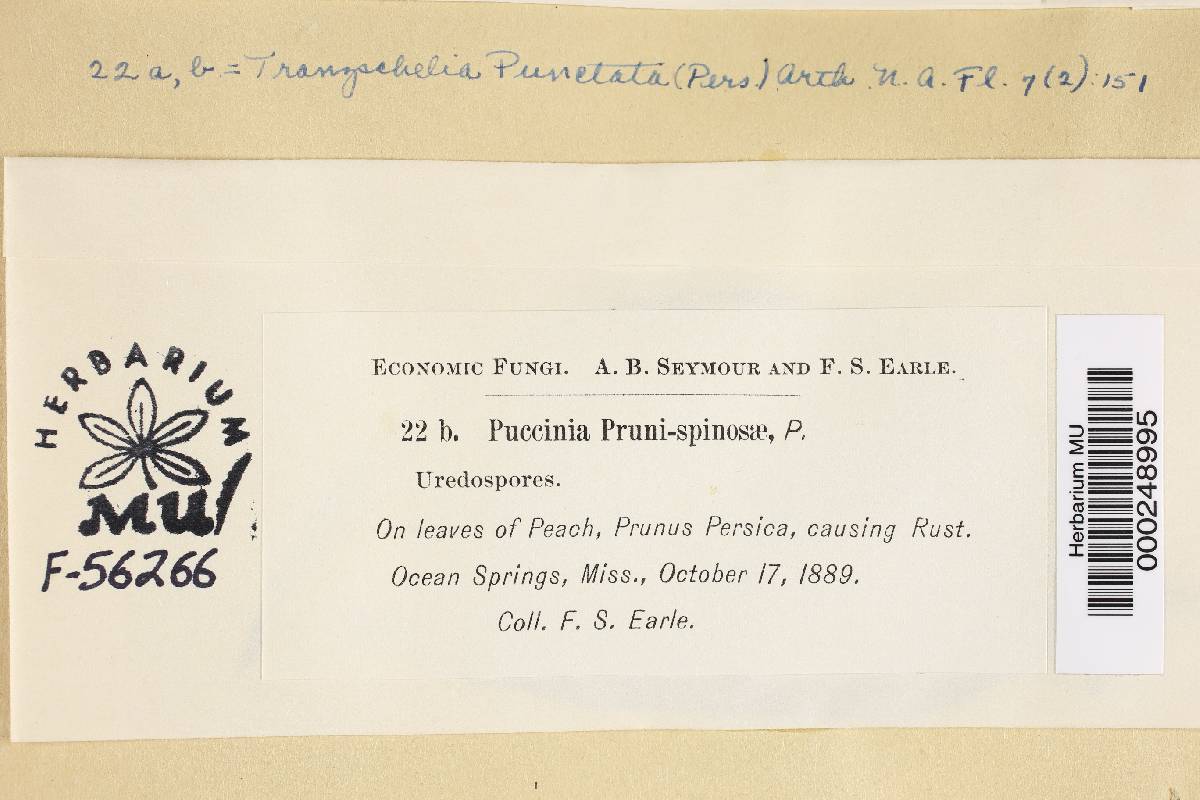 22 a, b = Tranzschelia Punctata (Pers.) Arth. N. A. Fl. 7(2):151
HERBARIUM
MU
F-56266
ECONOMIC FUNGI. A. B. SEYMOUR AND F. S. EARLE.
22 b. Puccinia Pruni-spinosæ, P.
Uredospores.
On leaves of Peach, Prunus Persica, causing Rust.
Ocean Springs, Miss., October 17, 1889.
Coll. F. S. Earle.
Herbarium MU
000248995